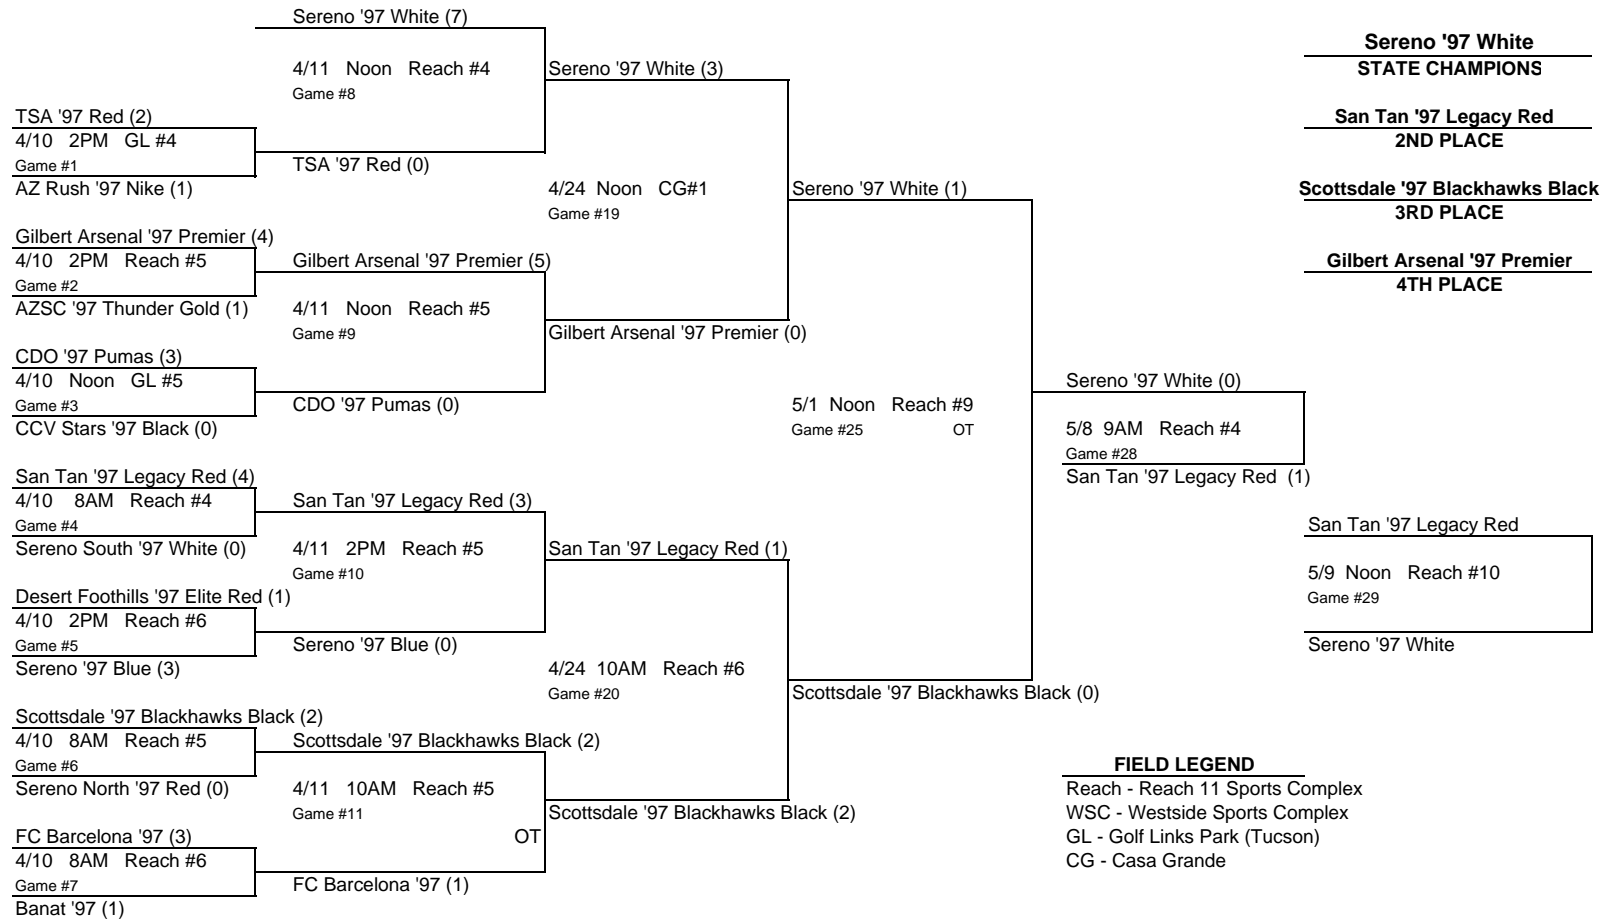 Sereno '97 White (7)
4/11 Noon Reach #4
Game #8
TSA '97 Red (2)
4/10 2PM GL #4
Game #1
AZ Rush '97 Nike (1)
TSA '97 Red (0)
Sereno '97 White (3)
4/24 Noon CG#1
Game #19
Gilbert Arsenal '97 Premier (4)
4/10 2PM Reach #5
Game #2
AZSC '97 Thunder Gold (1)
Gilbert Arsenal '97 Premier (5)
4/11 Noon Reach #5
Game #9
CDO '97 Pumas (3)
4/10 Noon GL #5
Game #3
CCV Stars '97 Black (0)
CDO '97 Pumas (0)
Gilbert Arsenal '97 Premier (0)
Sereno '97 White (1)
5/1 Noon Reach #9
Game #25 OT
San Tan '97 Legacy Red (4)
4/10 8AM Reach #4
Game #4
Sereno South '97 White (0)
San Tan '97 Legacy Red (3)
4/11 2PM Reach #5
Game #10
Desert Foothills '97 Elite Red (1)
4/10 2PM Reach #6
Game #5
Sereno '97 Blue (3)
Sereno '97 Blue (0)
San Tan '97 Legacy Red (1)
4/24 10AM Reach #6
Game #20
Scottsdale '97 Blackhawks Black (2)
4/10 8AM Reach #5
Game #6
Sereno North '97 Red (0)
Scottsdale '97 Blackhawks Black (2)
4/11 10AM Reach #5
Game #11
OT
FC Barcelona '97 (3)
4/10 8AM Reach #6
Game #7
Banat '97 (1)
FC Barcelona '97 (1)
Scottsdale '97 Blackhawks Black (2)
Scottsdale '97 Blackhawks Black (0)
Sereno '97 White (0)
5/8 9AM Reach #4
Game #28
San Tan '97 Legacy Red (1)
San Tan '97 Legacy Red
5/9 Noon Reach #10
Game #29
Sereno '97 White
Sereno '97 White
STATE CHAMPIONS
San Tan '97 Legacy Red
2ND PLACE
Scottsdale '97 Blackhawks Black
3RD PLACE
Gilbert Arsenal '97 Premier
4TH PLACE
FIELD LEGEND
Reach - Reach 11 Sports Complex
WSC - Westside Sports Complex
GL - Golf Links Park (Tucson)
CG - Casa Grande